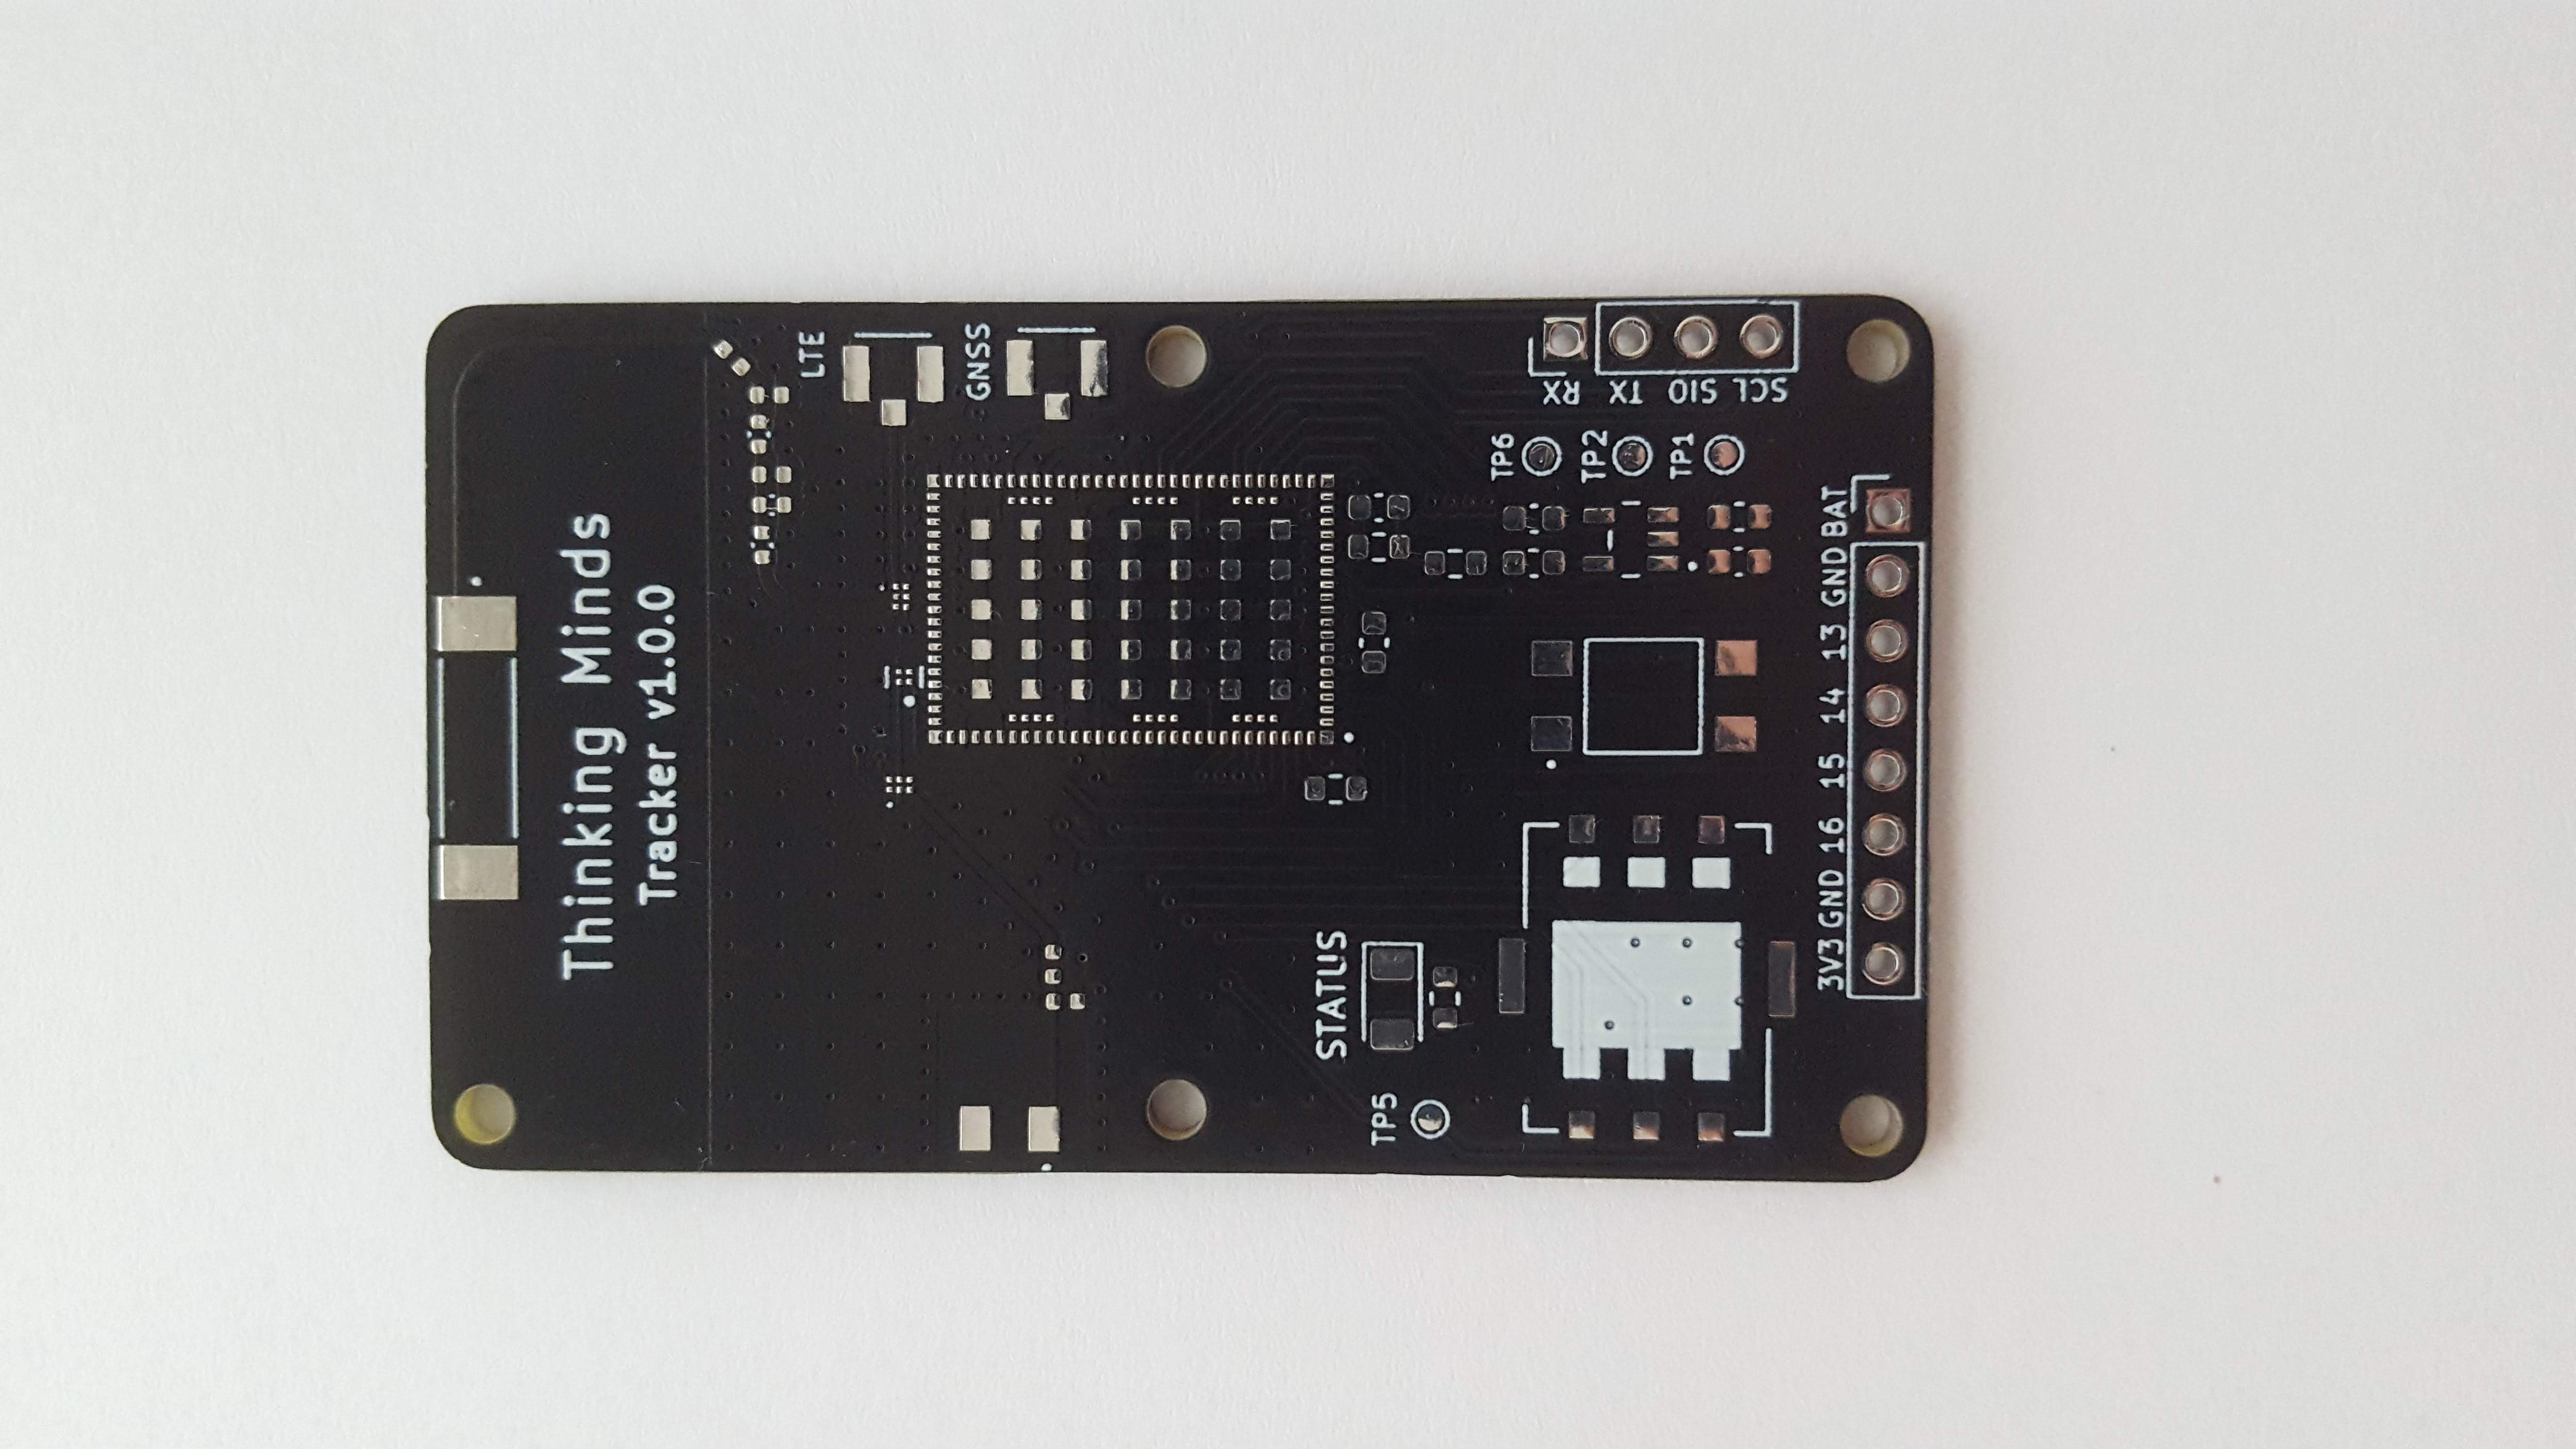 Thinking Minds
Tracker v1.0.0
LTE
GNSS
STATUS
TP5
TP6
TP2
TP1
RX
TX
SIO
SCL
3V3 GND 16 15 14 13 GND BAT